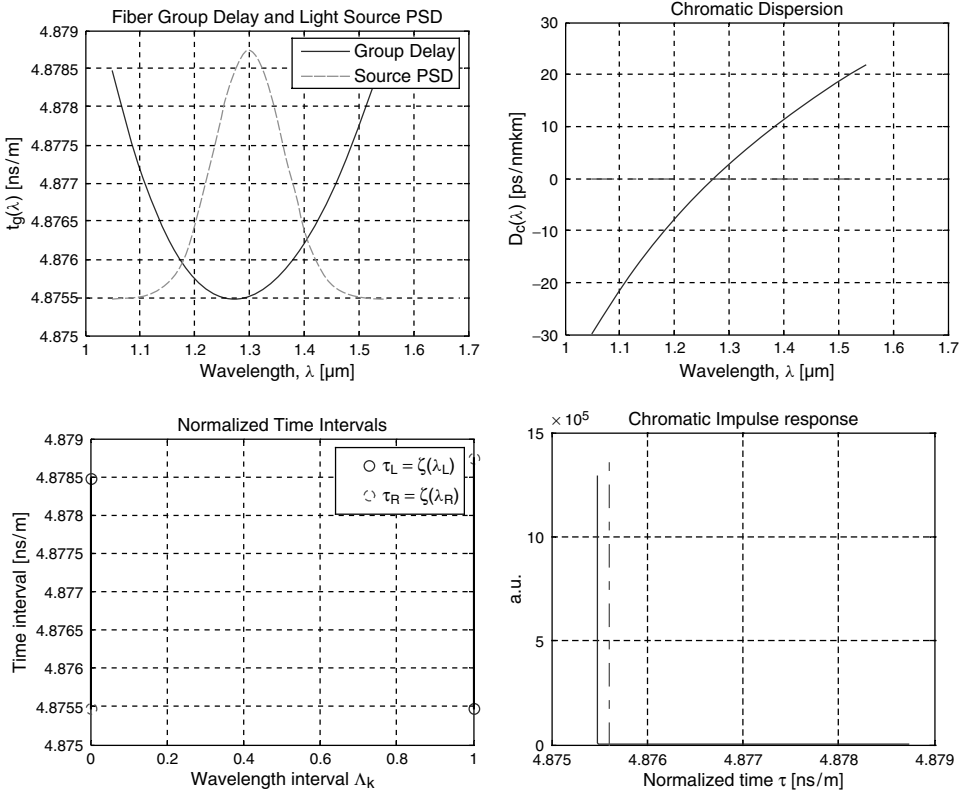 Fiber Group Delay and Light Source PSD
Group Delay
Source PSD
4.879
4.8785
4.878
4.8775
4.877
4.8765
4.876
4.8755
4.875
t_g(λ) [ns/m]
1 1.1 1.2 1.3 1.4 1.5 1.6 1.7
Wavelength, λ [μm]
Chromatic Dispersion
30
20
10
0
−10
−20
−30
D_c(λ) [ps/nmkm]
1 1.1 1.2 1.3 1.4 1.5 1.6 1.7
Wavelength, λ [μm]
Normalized Time Intervals
τ_L = ζ(λ_L)
τ_R = ζ(λ_R)
4.879
4.8785
4.878
4.8775
4.877
4.8765
4.876
4.8755
4.875
Time interval [ns/m]
0 0.2 0.4 0.6 0.8 1
Wavelength interval Λ_k
Chromatic Impulse response
× 10^5
15
10
5
0
a.u.
4.875 4.876 4.877 4.878 4.879
Normalized time τ [ns/m]